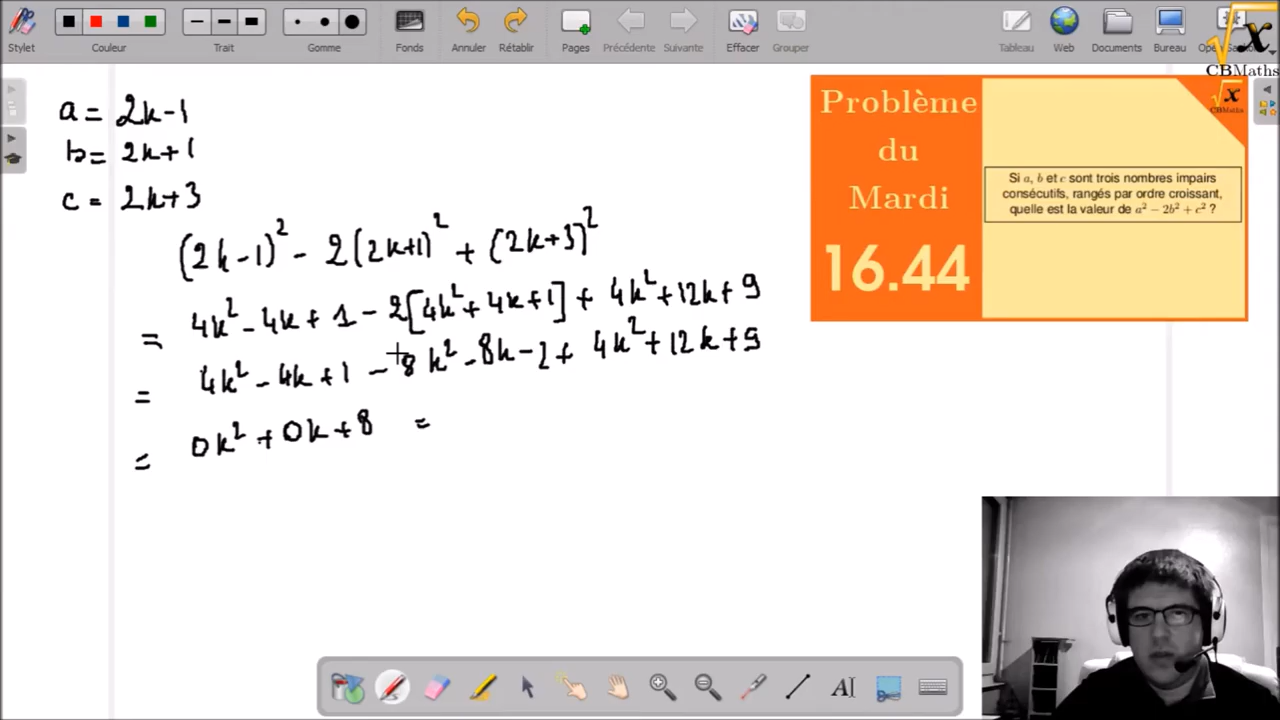 Stylet Couleur Trait Gomme Fonds Annuler Rétablir Pages Précédente Suivante Effacer Grouper Tableau Web Documents Bureau
x
CBMaths
a = 2k-1
b = 2k+1
c = 2k+3
(2k-1)² - 2(2k+1)² + (2k+3)²
= 4k² - 4k + 1 - 2[4k² + 4k + 1] + 4k² + 12k + 9
= 4k² - 4k + 1 - 8k² - 8k - 2 + 4k² + 12k + 9
= 0k² + 0k + 8 =
Problème
du
Mardi
16.44
√x
CBMaths
Si a, b et c sont trois nombres impairs
consécutifs, rangés par ordre croissant,
quelle est la valeur de a² − 2b² + c² ?
AI